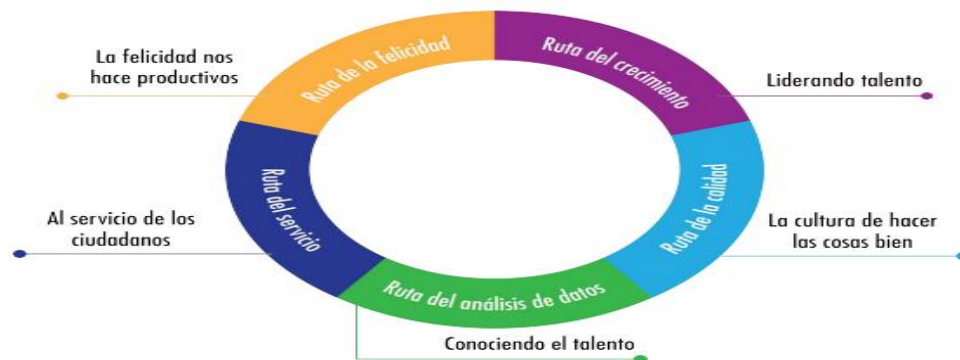 La felicidad nos
hace productivos
Ruta de la felicidad
Ruta del crecimiento
Liderando talento
Ruta de la calidad
La cultura de hacer
las cosas bien
Ruta del análisis de datos
Conociendo el talento
Ruta del servicio
Al servicio de los
ciudadanos